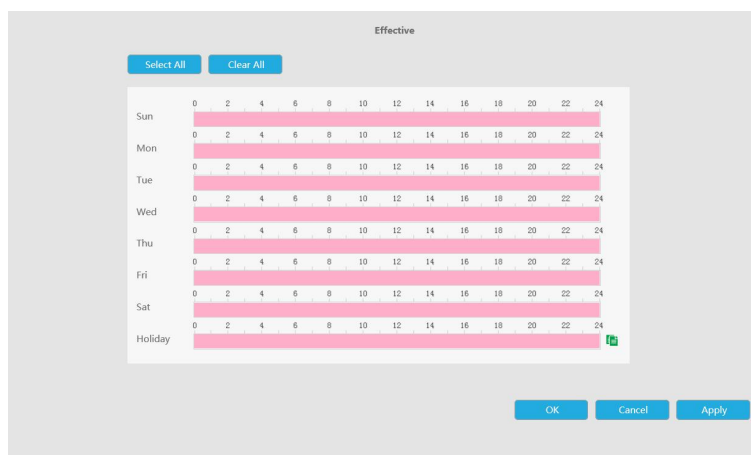 Effective
Select All Clear All
0 2 4 6 8 10 12 14 16 18 20 22 24
Sun
0 2 4 6 8 10 12 14 16 18 20 22 24
Mon
0 2 4 6 8 10 12 14 16 18 20 22 24
Tue
0 2 4 6 8 10 12 14 16 18 20 22 24
Wed
0 2 4 6 8 10 12 14 16 18 20 22 24
Thu
0 2 4 6 8 10 12 14 16 18 20 22 24
Fri
0 2 4 6 8 10 12 14 16 18 20 22 24
Sat
0 2 4 6 8 10 12 14 16 18 20 22 24
Holiday
OK Cancel Apply